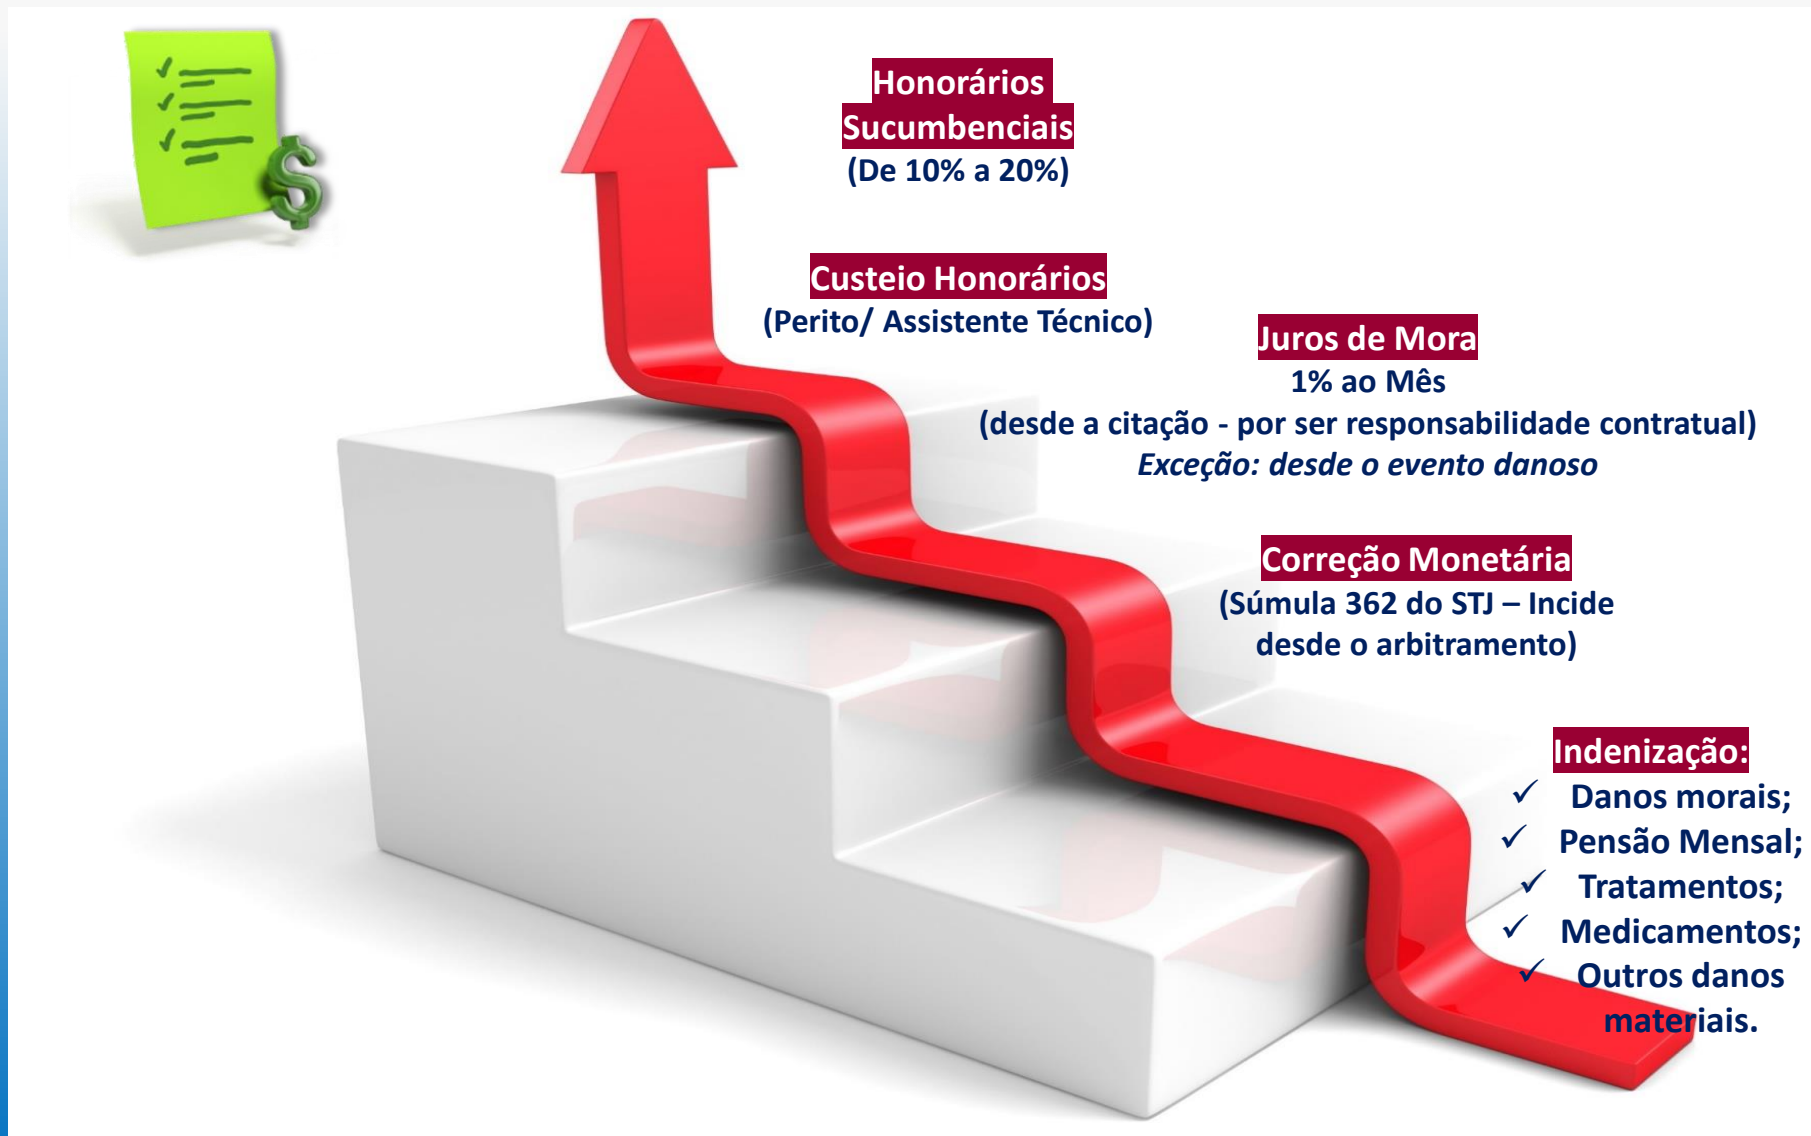 Honorários
Sucumbenciais
(De 10% a 20%)
Custeio Honorários
(Perito/ Assistente Técnico)
Juros de Mora
1% ao Mês
(desde a citação - por ser responsabilidade contratual)
Exceção: desde o evento danoso
Correção Monetária
(Súmula 362 do STJ – Incide
desde o arbitramento)
Indenização:
✓ Danos morais;
✓ Pensão Mensal;
✓ Tratamentos;
✓ Medicamentos;
✓ Outros danos
materiais.